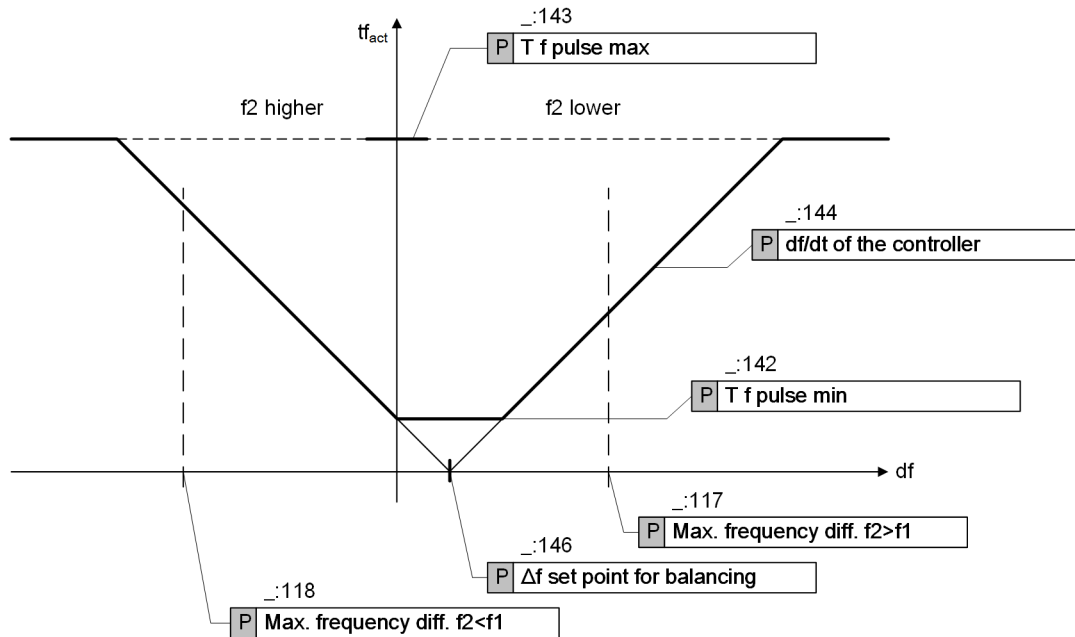 _:143
P T f pulse max
tf_act
f2 higher
f2 lower
_:144
P df/dt of the controller
_:142
P T f pulse min
df
_:117
P Max. frequency diff. f2>f1
_:146
P Δf set point for balancing
_:118
P Max. frequency diff. f2<f1